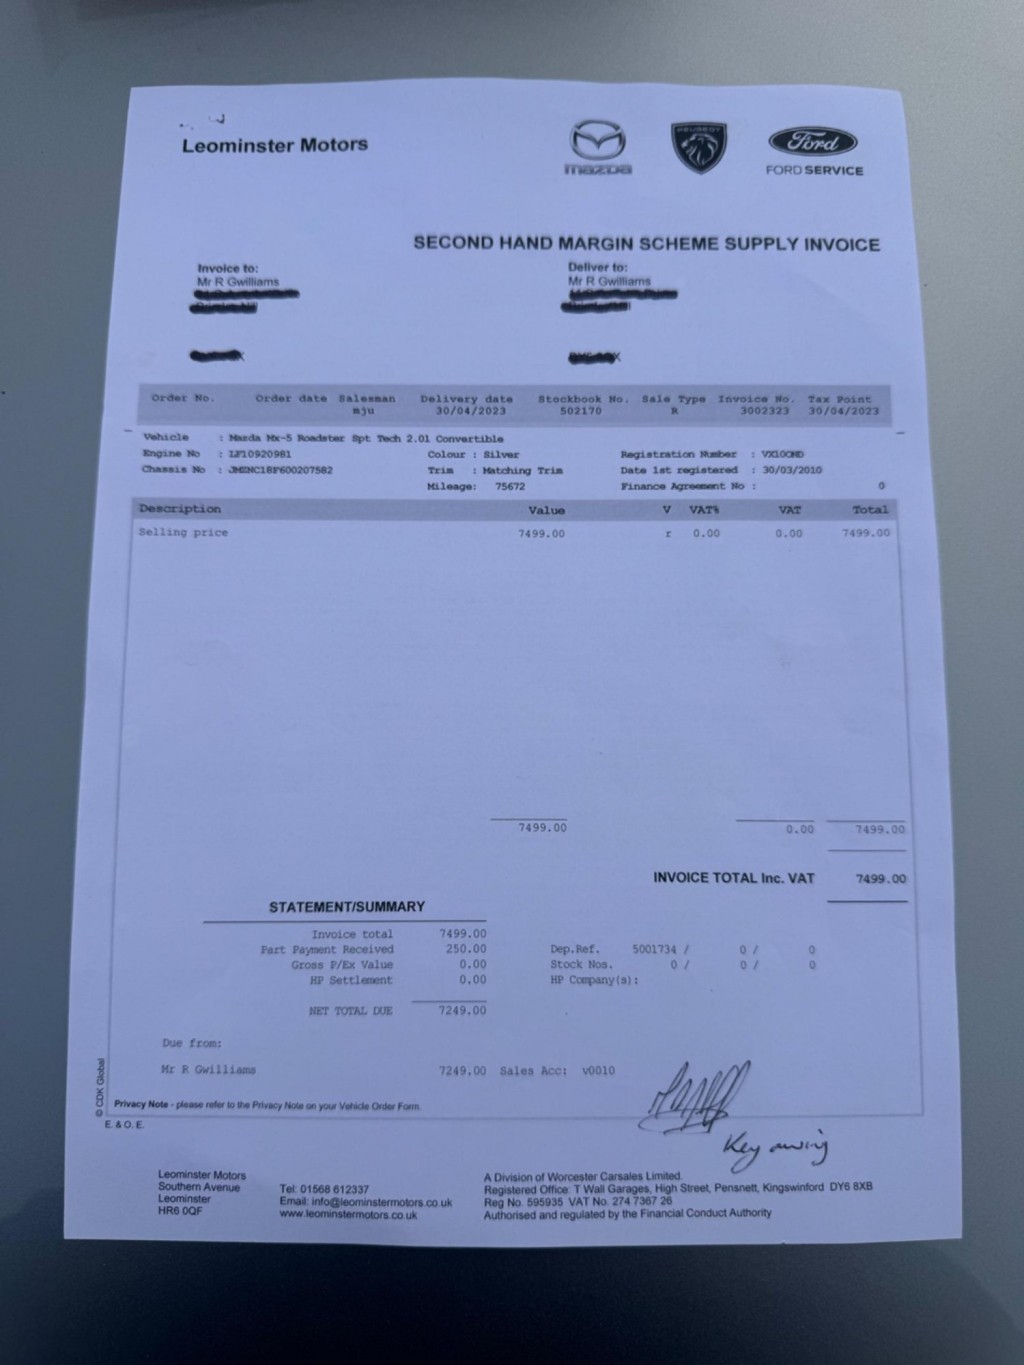 Leominster Motors
mazda
PEUGEOT
Ford
FORD SERVICE
SECOND HAND MARGIN SCHEME SUPPLY INVOICE
Invoice to:
Mr R Gwilliams
Deliver to:
Mr R Gwilliams
Order No. Order date Salesman Delivery date Stockbook No. Sale Type Invoice No. Tax Point
mju 30/04/2023 502170 R 3002323 30/04/2023
Vehicle : Mazda Mx-5 Roadster Spt Tech 2.01 Convertible
Engine No : LF10920981 Colour : Silver Registration Number :
Chassis No : JMZNC18F600207582 Trim : Matching Trim Date 1st registered : 30/03/2010
Mileage: 75672 Finance Agreement No : 0
Description Value V VAT% VAT Total
Selling price 7499.00 r 0.00 0.00 7499.00
7499.00 0.00 7499.00
INVOICE TOTAL Inc. VAT 7499.00
STATEMENT/SUMMARY
Invoice total 7499.00
Part Payment Received 250.00 Dep.Ref. 5001734 / 0 / 0
Gross P/Ex Value 0.00 Stock Nos. 0 / 0 / 0
HP Settlement 0.00 HP Company(s):
NET TOTAL DUE 7249.00
Due from:
Mr R Gwilliams 7249.00 Sales Acc: v0010
© CDK Global
Privacy Note - please refer to the Privacy Note on your Vehicle Order Form.
E. & O. E.
Key owing
Leominster Motors
Southern Avenue
Leominster
HR6 0QF
Tel: 01568 612337
Email: info@leominstermotors.co.uk
www.leominstermotors.co.uk
A Division of Worcester Carsales Limited.
Registered Office: T Wall Garages, High Street, Pensnett, Kingswinford DY6 8XB
Reg No. 595935 VAT No. 274 7367 26
Authorised and regulated by the Financial Conduct Authority